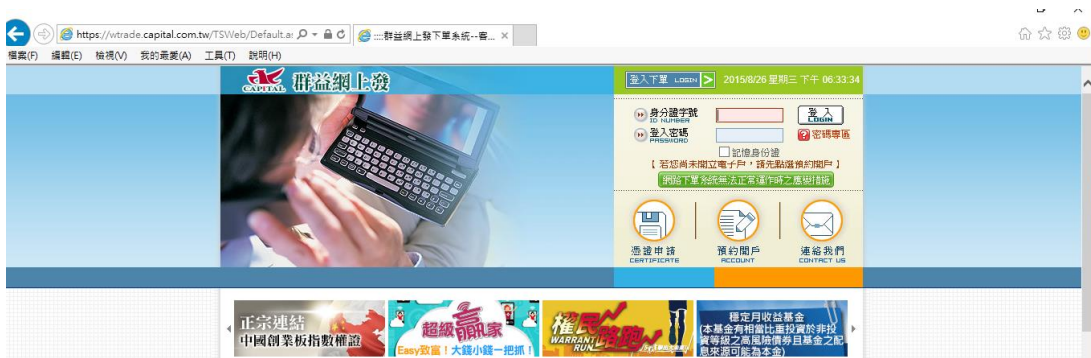 https://wtrade.capital.com.tw/TSWeb/Default.a
::::群益網上發下單系統--客...
檔案(F) 編輯(E) 檢視(V) 我的最愛(A) 工具(T) 說明(H)
CAPITAL 群益網上發
登入下單 LOGIN > 2015/8/26 星期三 下午 06:33:34
身分證字號
ID NUMBER
登入
LOGIN
登入密碼
PASSWORD
密碼專區
記憶身份證
【 若您尚未開立電子戶，請先點選預約開戶 】
網路下單系統無法正常運作時之應變措施
憑證申請
CERTIFICATE
預約開戶
ACCOUNT
連絡我們
CONTACT US
正宗連結
中國創業板指數權證
超級贏家
Easy致富！大錢小錢一把抓！
權民路跑
WARRANT RUN
穩定月收益基金
(本基金有相當比重投資於非投
資等級之高風險債券且基金之配
息來源可能為本金)